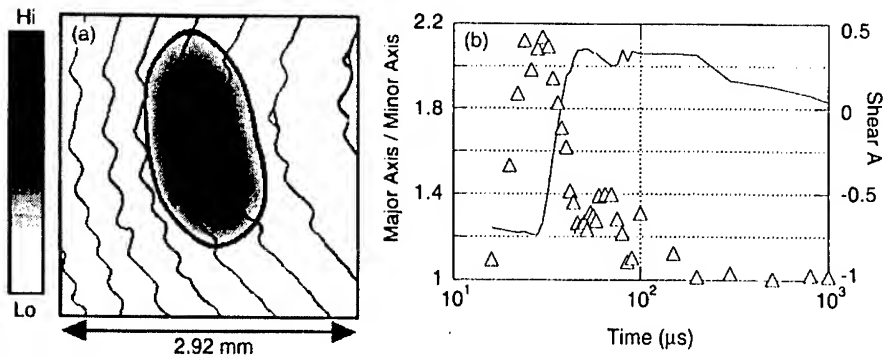 Hi
Lo
(a)
2.92 mm
(b)
Major Axis / Minor Axis
2.2
2.0
1.8
1.6
1.4
1.2
1
Shear A
0.5
0
-0.5
-1
10¹
10²
10³
Time (μs)